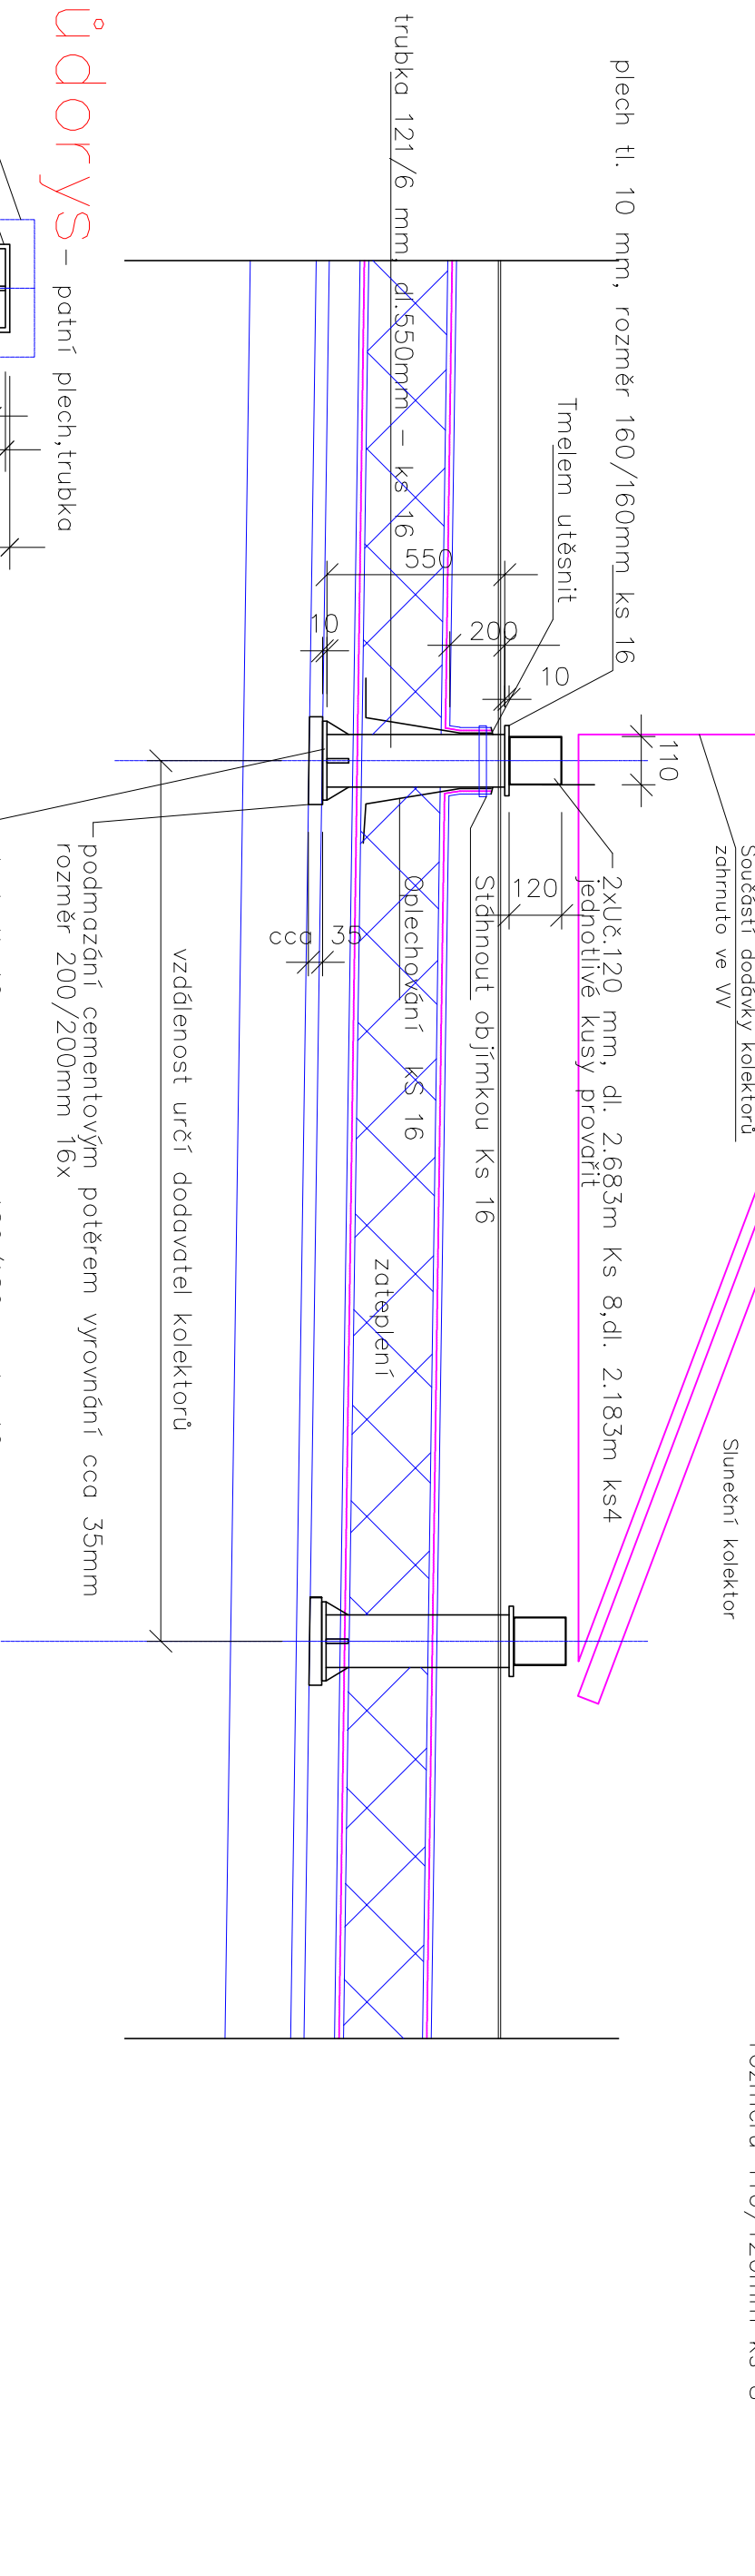 Součástí dodávky kolektorů
zahrnuto ve VV
Sluneční kolektor
plech tl. 10 mm, rozměr 160/160mm ks 16
110
2xUč.120 mm, dl. 2.683m Ks 8,dl. 2.183m ks4
jednotlivé kusy provařit
Tmelem utěsnit
10
120
200
Stáhnout objímkou Ks 16
550
trubka 121/6 mm, dl.550mm – ks 16
Oplechování kS 16
zateplení
10
cca 35
vzdálenost určí dodavatel kolektorů
podmazání cementovým potěrem vyrovnání cca 35mm
rozměr 200/200mm 16x
ůdorys- patní plech,trubka